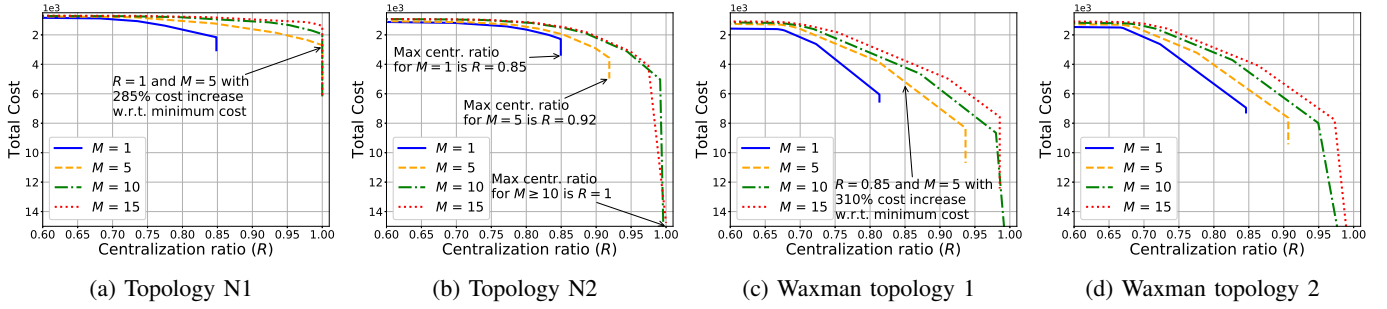 1e3
Total Cost
2
4
6
8
10
12
14
R = 1 and M = 5 with
285% cost increase
w.r.t. minimum cost
M = 1
M = 5
M = 10
M = 15
0.60 0.65 0.70 0.75 0.80 0.85 0.90 0.95 1.00
Centralization ratio (R)
(a) Topology N1
1e3
Total Cost
2
4
6
8
10
12
14
Max centr. ratio
for M = 1 is R = 0.85
Max centr. ratio
for M = 5 is R = 0.92
Max centr. ratio
for M ≥ 10 is R = 1
M = 1
M = 5
M = 10
M = 15
0.60 0.65 0.70 0.75 0.80 0.85 0.90 0.95 1.00
Centralization ratio (R)
(b) Topology N2
1e3
Total Cost
2
4
6
8
10
12
14
R = 0.85 and M = 5 with
310% cost increase
w.r.t. minimum cost
M = 1
M = 5
M = 10
M = 15
0.60 0.65 0.70 0.75 0.80 0.85 0.90 0.95 1.00
Centralization ratio (R)
(c) Waxman topology 1
1e3
Total Cost
2
4
6
8
10
12
14
M = 1
M = 5
M = 10
M = 15
0.60 0.65 0.70 0.75 0.80 0.85 0.90 0.95 1.00
Centralization ratio (R)
(d) Waxman topology 2